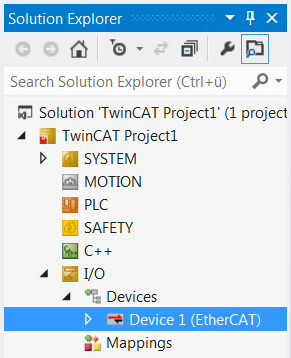 Solution Explorer
Search Solution Explorer (Ctrl+ü)
Solution 'TwinCAT Project1' (1 project
TwinCAT Project1
SYSTEM
MOTION
PLC
SAFETY
C++
I/O
Devices
Device 1 (EtherCAT)
Mappings